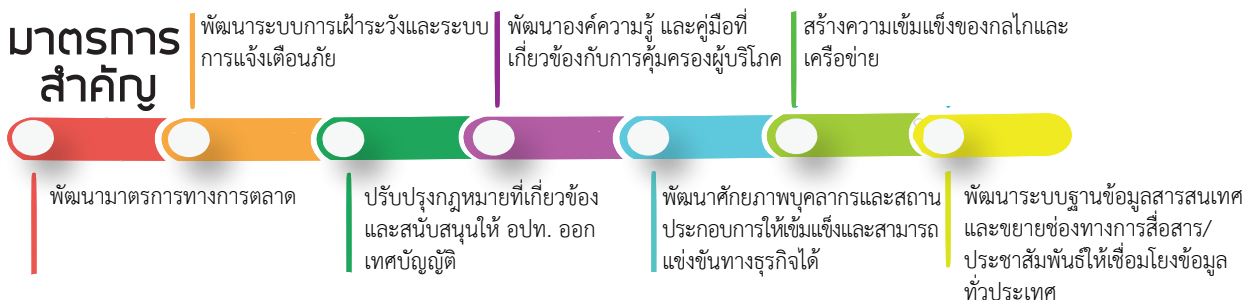 มาตรการ
สำคัญ
พัฒนามาตรการทางการตลาด
พัฒนาระบบการเฝ้าระวังและระบบ
การแจ้งเตือนภัย
ปรับปรุงกฎหมายที่เกี่ยวข้อง
และสนับสนุนให้ อปท. ออก
เทศบัญญัติ
พัฒนาองค์ความรู้ และคู่มือที่
เกี่ยวข้องกับการคุ้มครองผู้บริโภค
พัฒนาศักยภาพบุคลากรและสถาน
ประกอบการให้เข้มแข็งและสามารถ
แข่งขันทางธุรกิจได้
สร้างความเข้มแข็งของกลไกและ
เครือข่าย
พัฒนาระบบฐานข้อมูลสารสนเทศ
และขยายช่องทางการสื่อสาร/
ประชาสัมพันธ์ให้เชื่อมโยงข้อมูล
ทั่วประเทศ